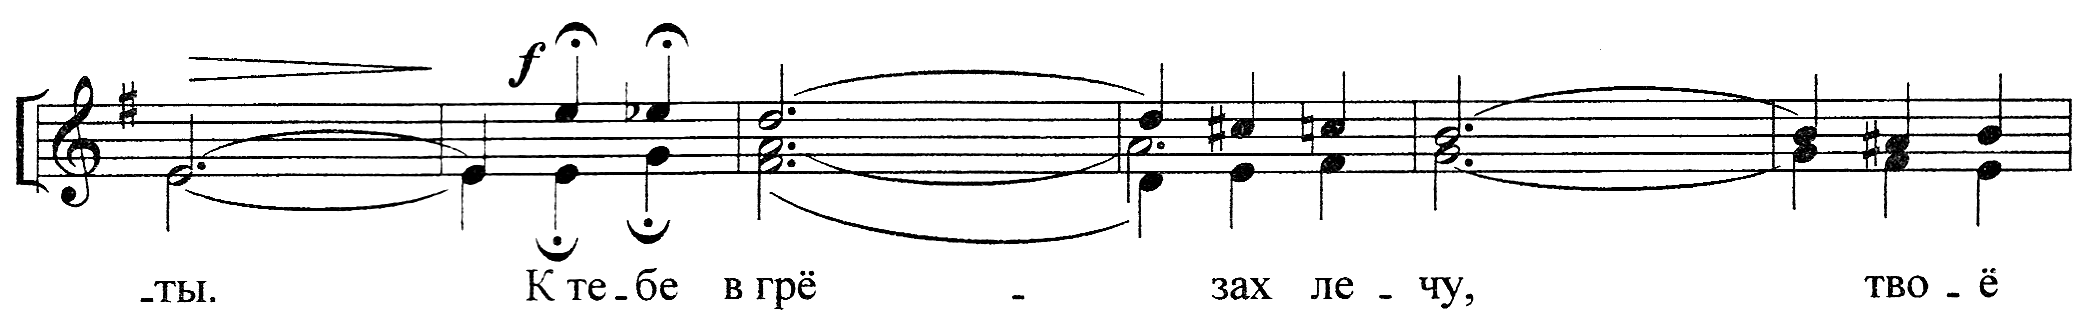 f
-ты. К те-бе в грё - зах ле - чу, тво - ё